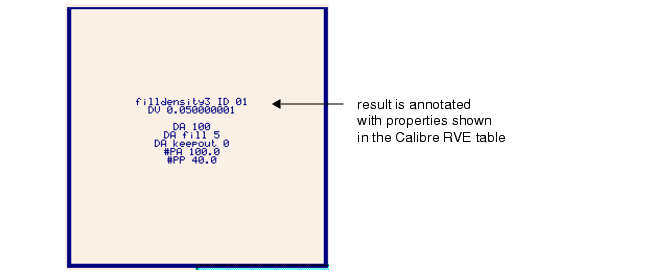 filldensity3 ID 01
DV 0.050000001
DA 100
DA fill 5
DA keepout 0
#PA 100.0
#PP 40.0
result is annotated
with properties shown
in the Calibre RVE table